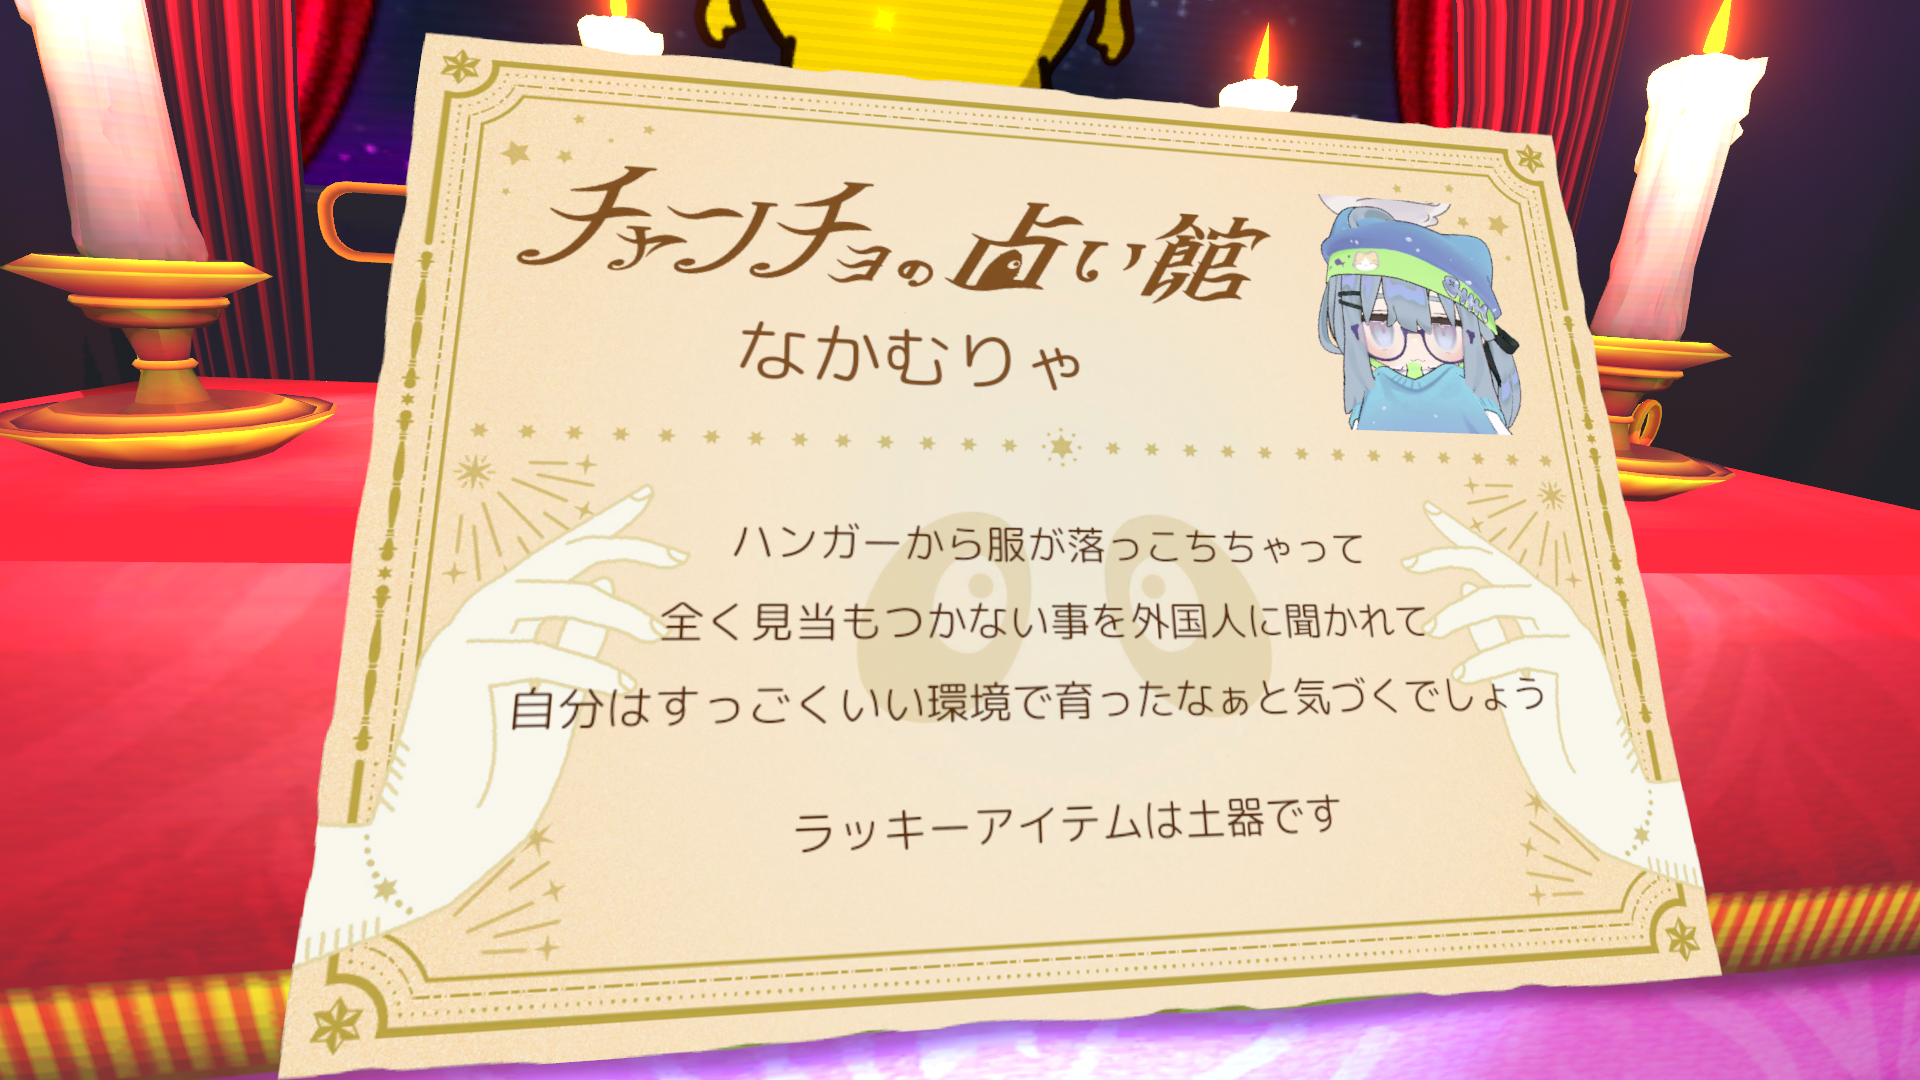 チャンチョの占い館
なかむりゃ
ハンガーから服が落っこちちゃって
全く見当もつかない事を外国人に聞かれて
自分はすっごくいい環境で育ったなぁと気づくでしょう
ラッキーアイテムは土器です